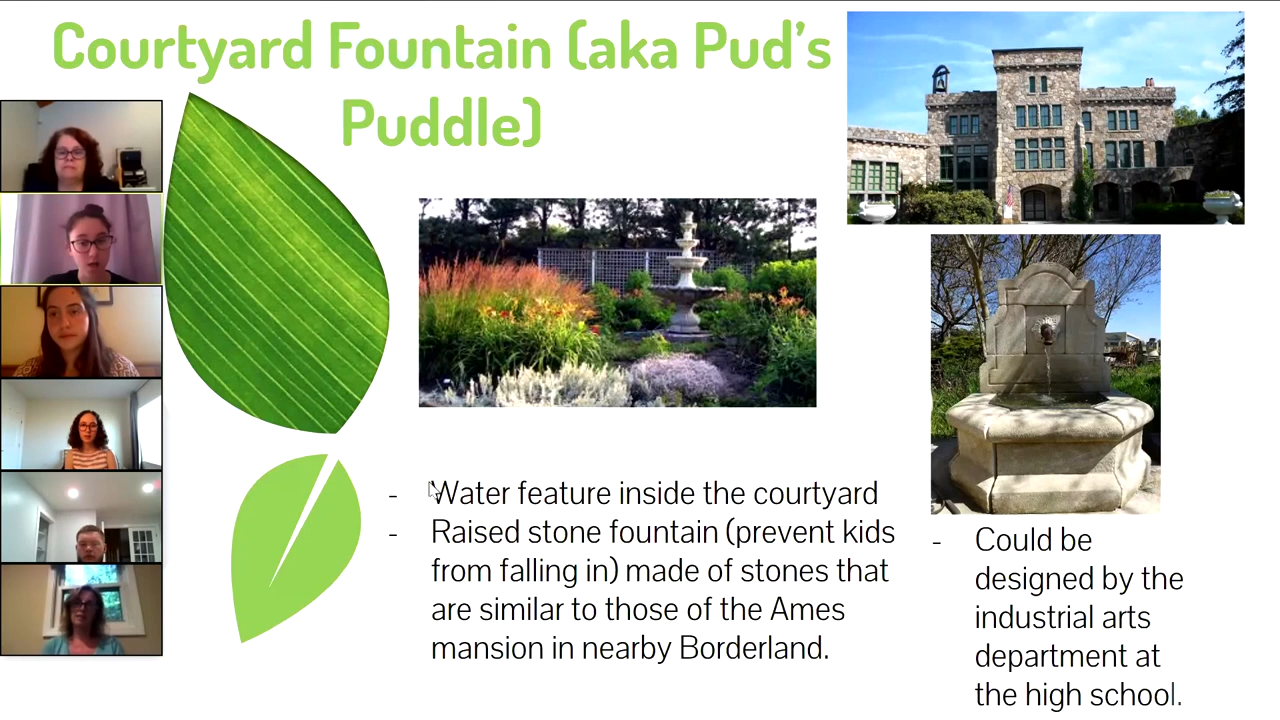 Courtyard Fountain (aka Pud's
Puddle)
- Water feature inside the courtyard
- Raised stone fountain (prevent kids
from falling in) made of stones that
are similar to those of the Ames
mansion in nearby Borderland.
- Could be
designed by the
industrial arts
department at
the high school.